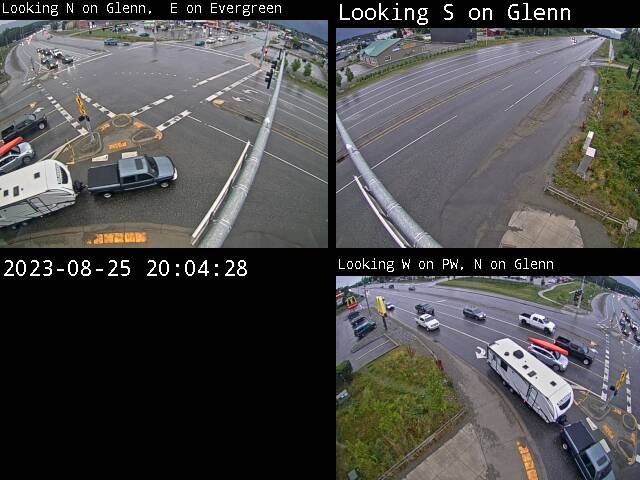 Looking N on Glenn,  E on Evergreen
Looking S on Glenn
2023-08-25 20:04:28
Looking W on PW, N on Glenn